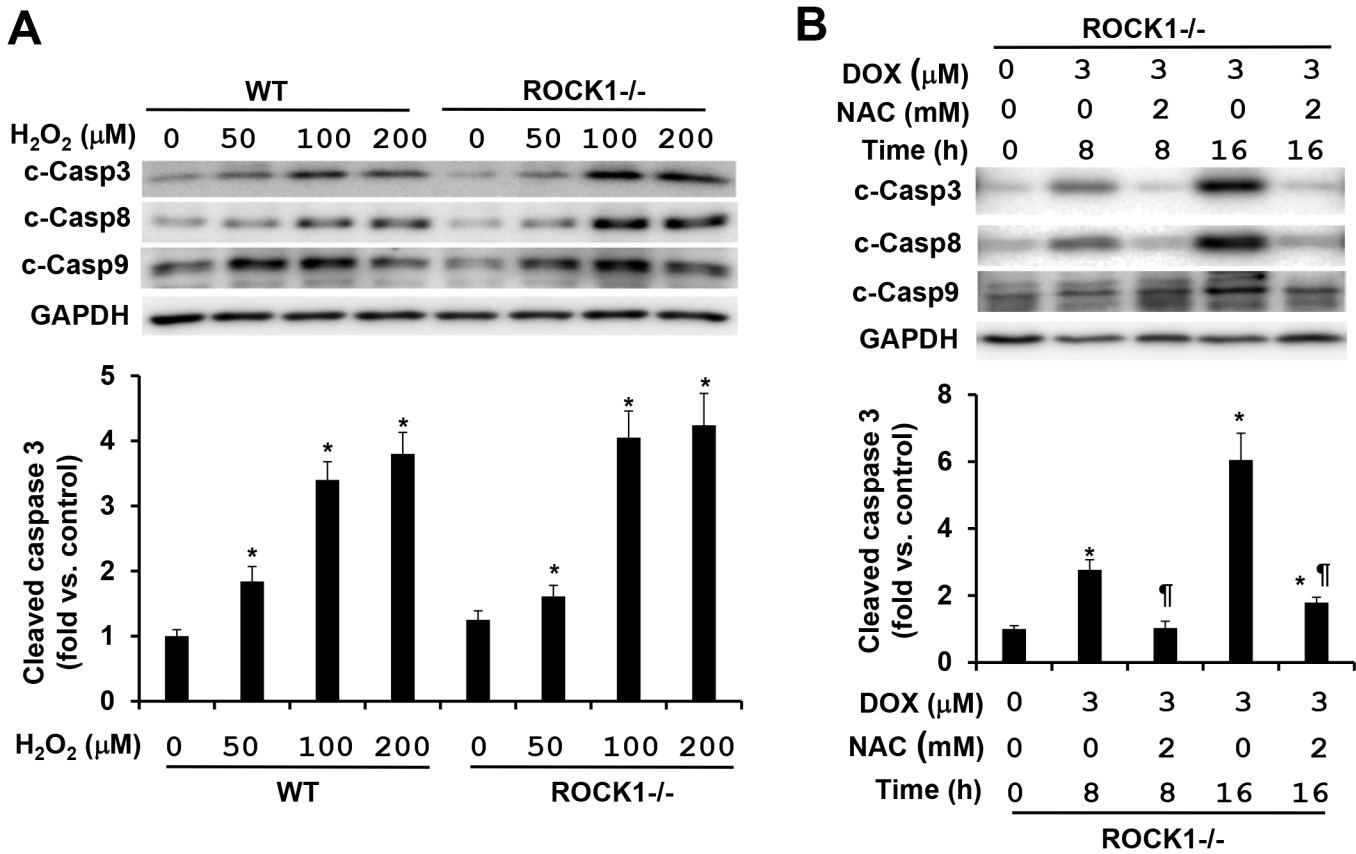 A
WT ROCK1-/-
H2O2 (μM) 0 50 100 200 0 50 100 200
c-Casp3
c-Casp8
c-Casp9
GAPDH
Cleaved caspase 3
(fold vs. control)
5
4
3
2
1
0
* * * * * *
H2O2 (μM) 0 50 100 200 0 50 100 200
WT ROCK1-/-
B
ROCK1-/-
DOX (μM) 0 3 3 3 3
NAC (mM) 0 0 2 0 2
Time (h) 0 8 8 16 16
c-Casp3
c-Casp8
c-Casp9
GAPDH
Cleaved caspase 3
(fold vs. control)
8
6
4
2
0
* ¶ * * ¶
DOX (μM) 0 3 3 3 3
NAC (mM) 0 0 2 0 2
Time (h) 0 8 8 16 16
ROCK1-/-